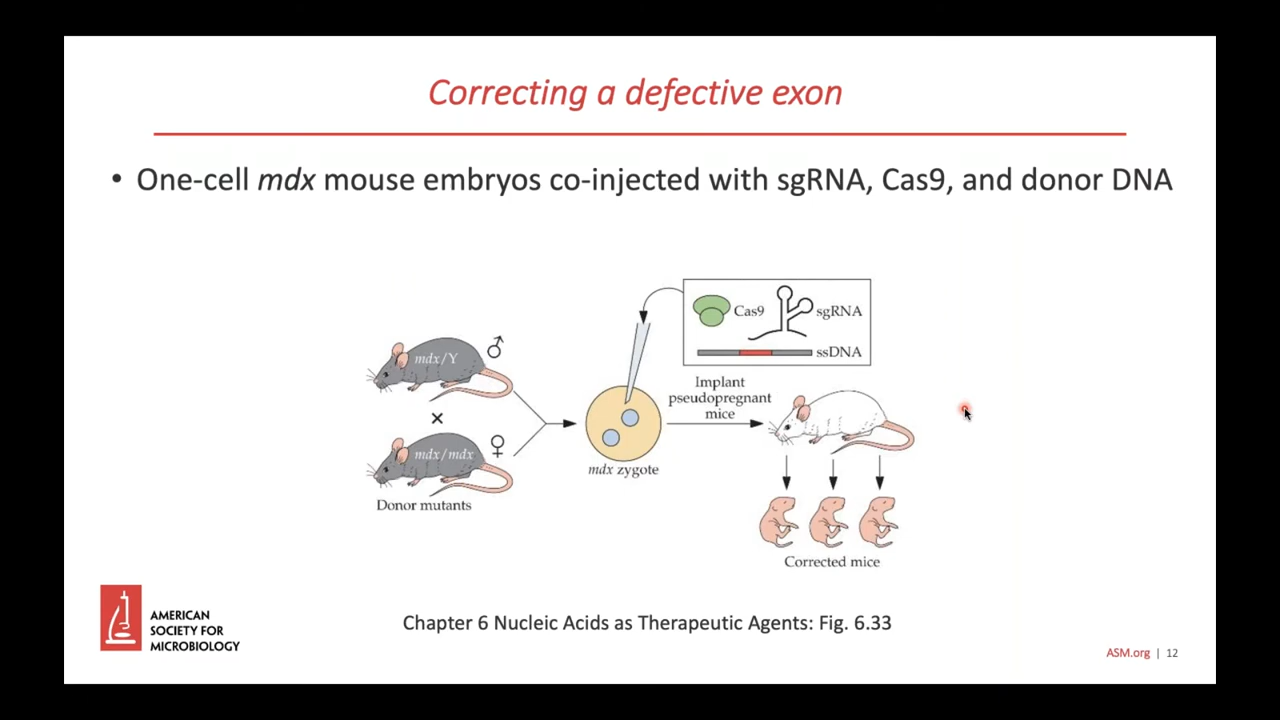 Correcting a defective exon
• One-cell mdx mouse embryos co-injected with sgRNA, Cas9, and donor DNA
Cas9
sgRNA
ssDNA
mdx/Y ♂
×
mdx/mdx ♀
Donor mutants
mdx zygote
Implant
pseudopregnant
mice
Corrected mice
AMERICAN
SOCIETY FOR
MICROBIOLOGY
Chapter 6 Nucleic Acids as Therapeutic Agents: Fig. 6.33
ASM.org | 12